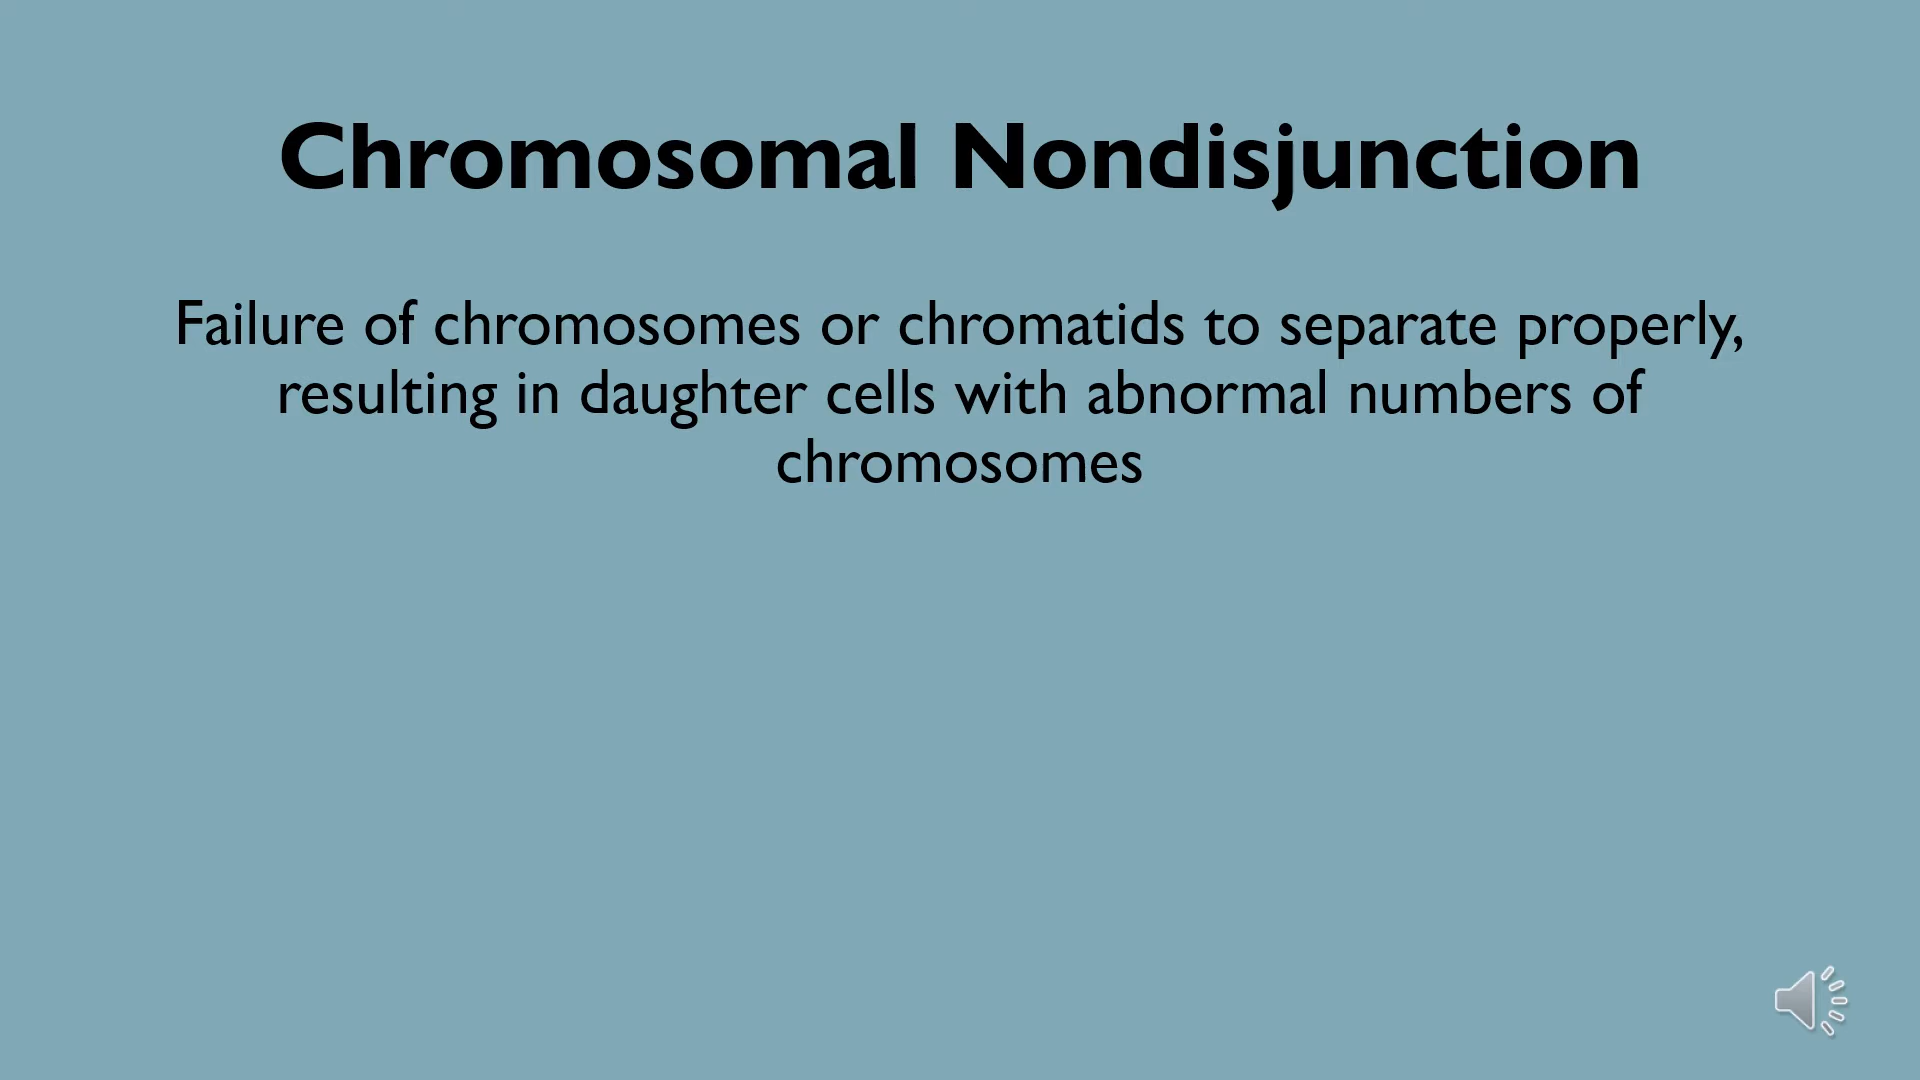 Chromosomal Nondisjunction
Failure of chromosomes or chromatids to separate properly,
resulting in daughter cells with abnormal numbers of
chromosomes